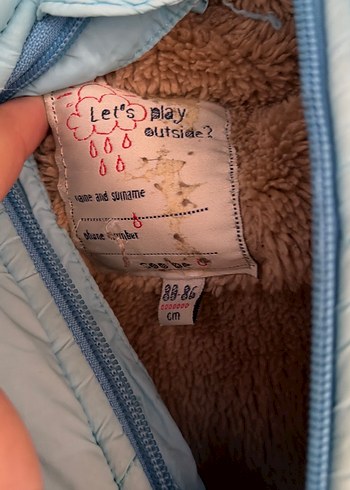 Let's play
outside?
name and surname
phone number
cm